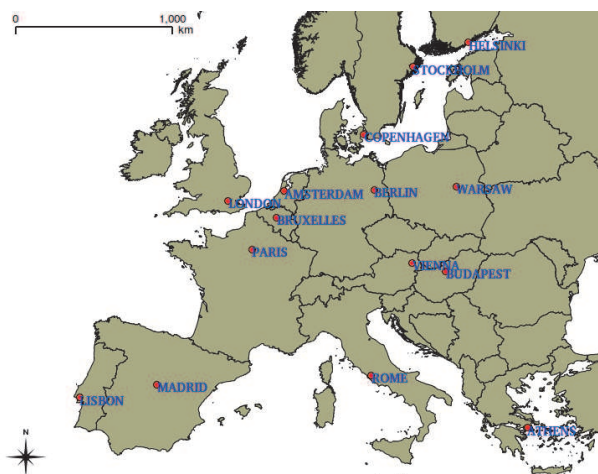 0 1,000
km
HELSINKI
STOCKHOLM
COPENHAGEN
AMSTERDAM
BERLIN
WARSAW
LONDON
BRUXELLES
PARIS
VIENNA
BUDAPEST
ROME
MADRID
LISBON
ATHENS
N